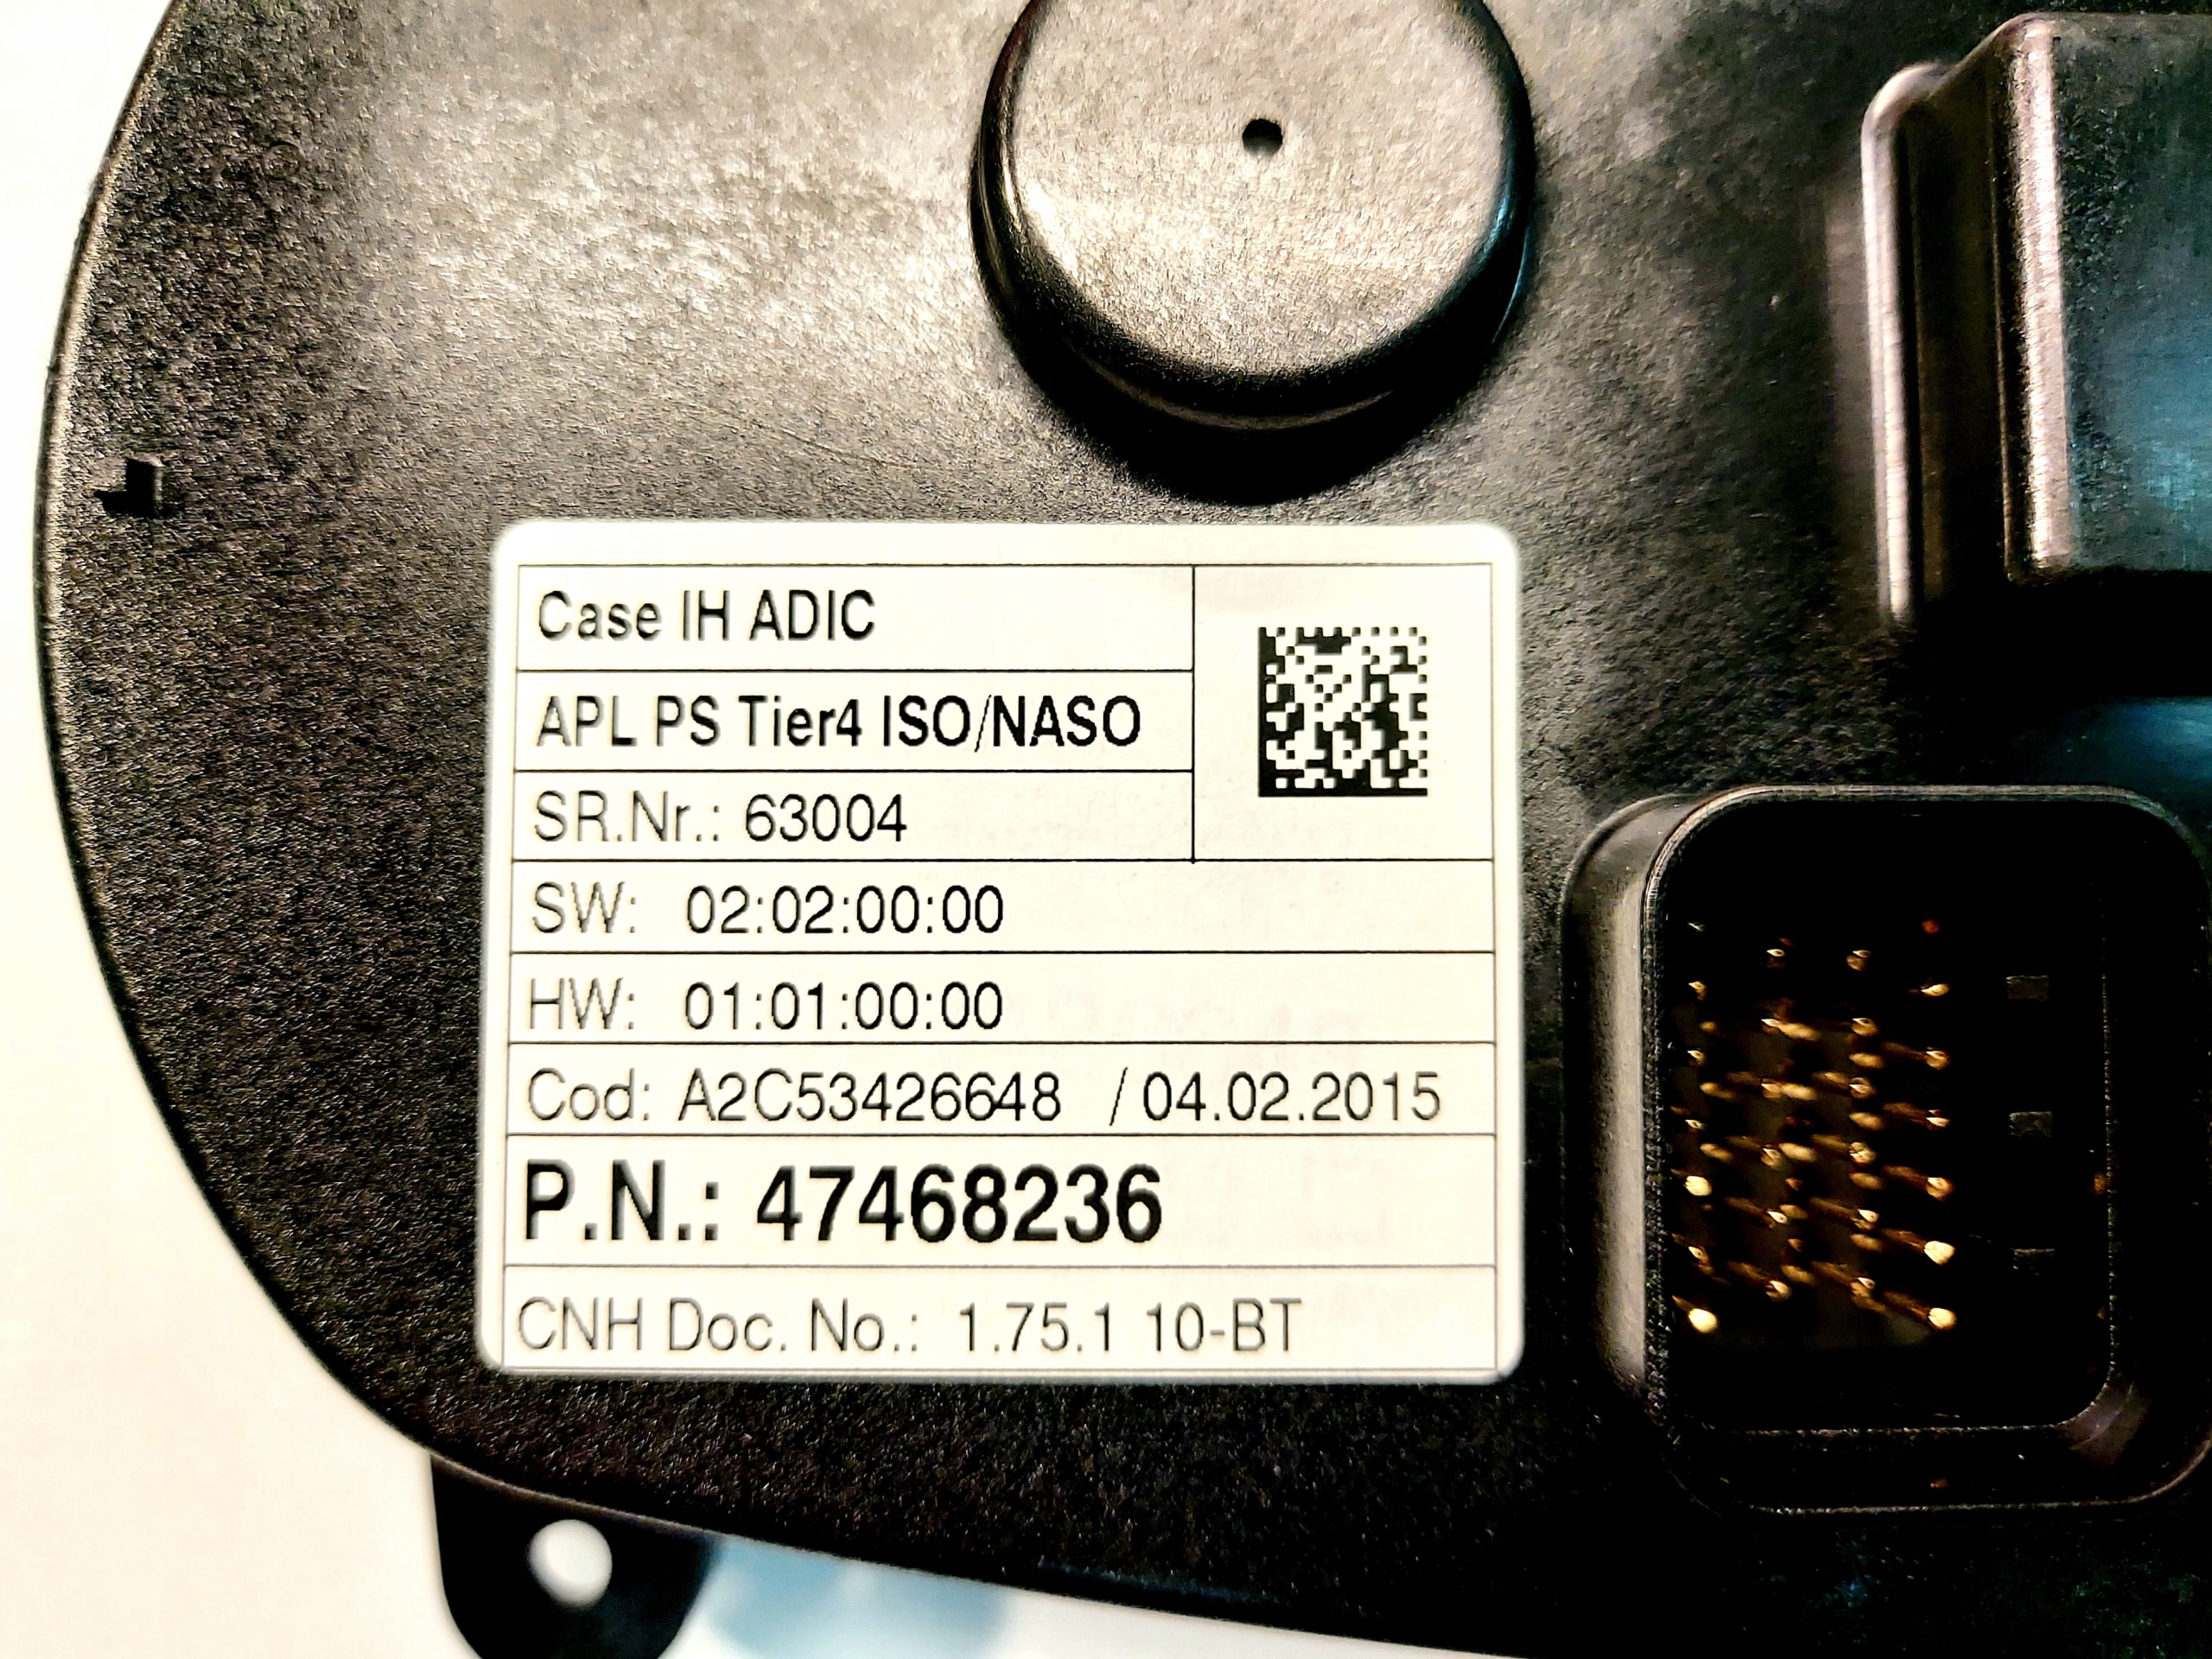 Case IH ADIC
APL PS Tier4 ISO/NASO
SR.Nr.: 63004
SW: 02:02:00:00
HW: 01:01:00:00
Cod: A2C53426648 / 04.02.2015
P.N.: 47468236
CNH Doc. No.: 1.75.1 10-BT